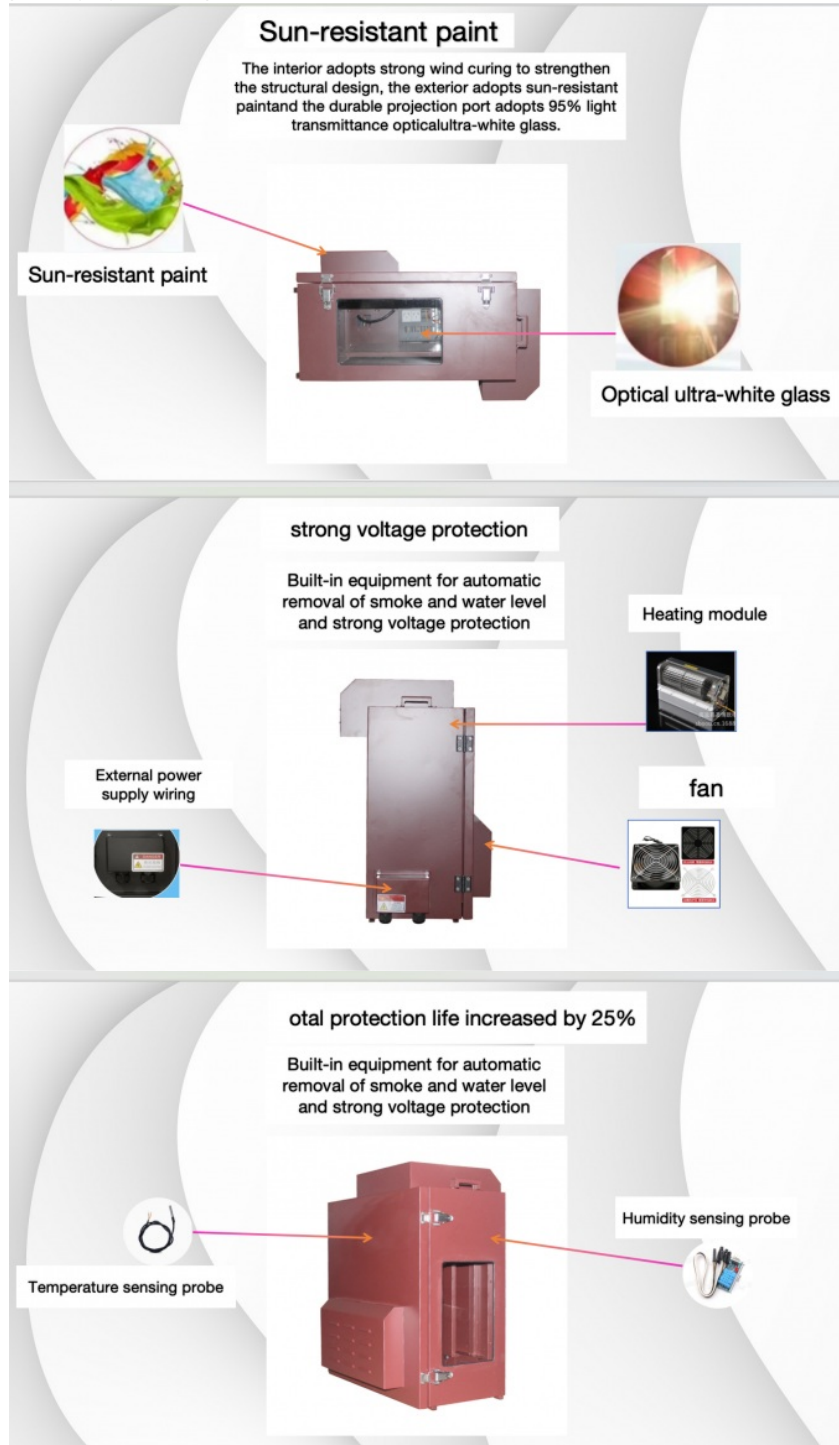 Sun-resistant paint
The interior adopts strong wind curing to strengthen
the structural design, the exterior adopts sun-resistant
paintand the durable projection port adopts 95% light
transmittance opticalultra-white glass.
Sun-resistant paint
Optical ultra-white glass
strong voltage protection
Built-in equipment for automatic
removal of smoke and water level
and strong voltage protection
Heating module
External power
supply wiring
fan
otal protection life increased by 25%
Built-in equipment for automatic
removal of smoke and water level
and strong voltage protection
Humidity sensing probe
Temperature sensing probe